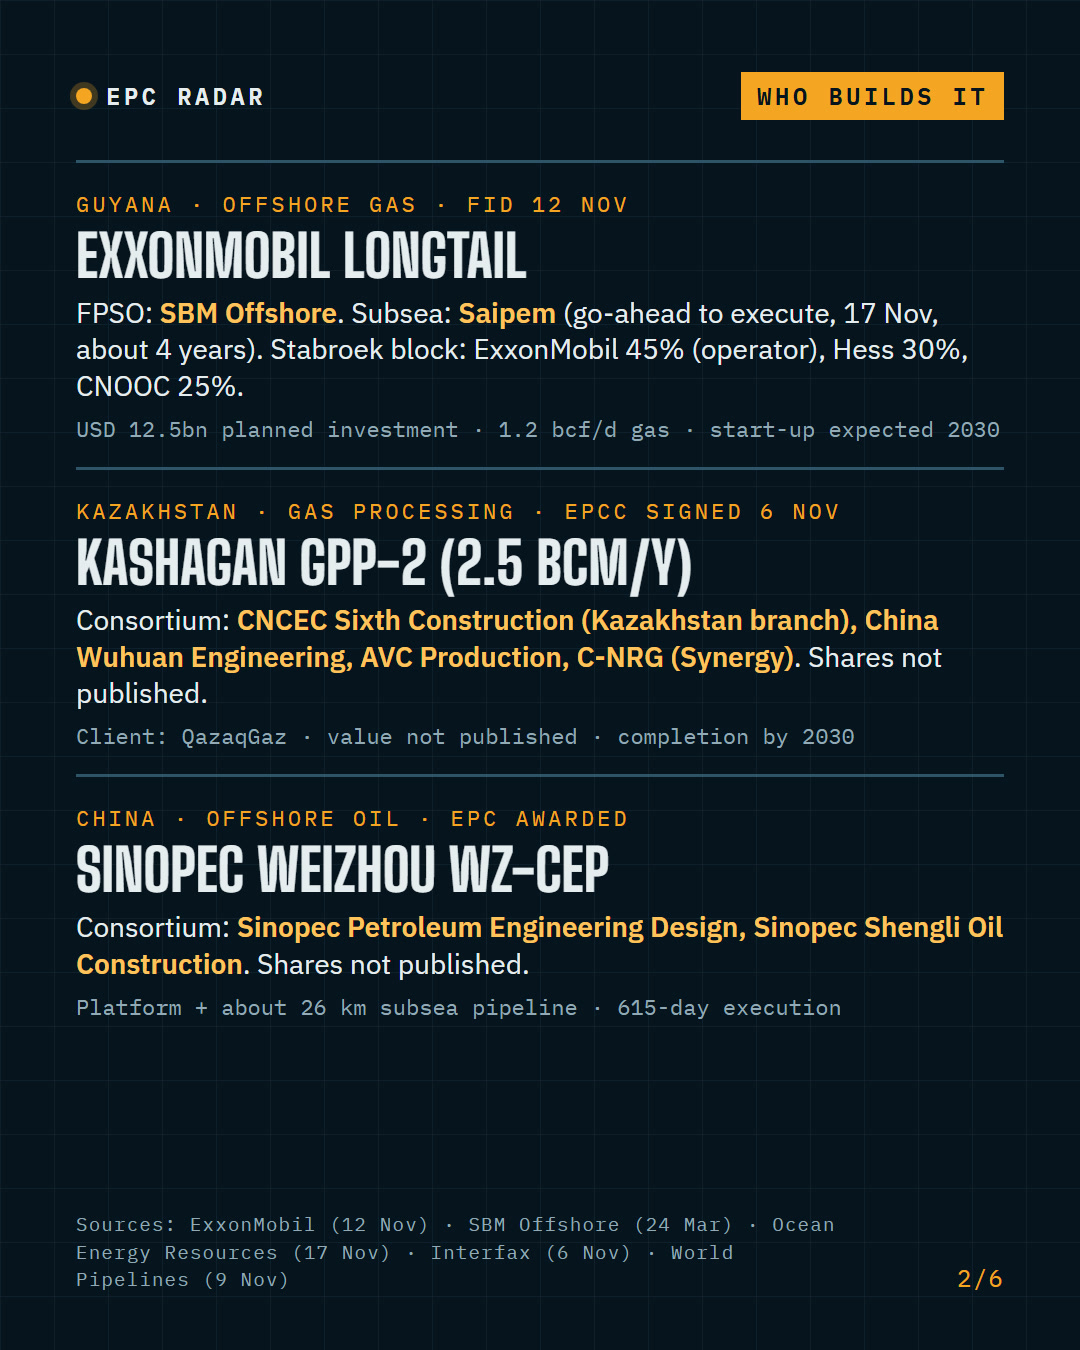 EPC RADAR
WHO BUILDS IT
GUYANA · OFFSHORE GAS · FID 12 NOV
EXXONMOBIL LONGTAIL
FPSO: SBM Offshore. Subsea: Saipem (go-ahead to execute, 17 Nov,
about 4 years). Stabroek block: ExxonMobil 45% (operator), Hess 30%,
CNOOC 25%.
USD 12.5bn planned investment · 1.2 bcf/d gas · start-up expected 2030
KAZAKHSTAN · GAS PROCESSING · EPCC SIGNED 6 NOV
KASHAGAN GPP-2 (2.5 BCM/Y)
Consortium: CNCEC Sixth Construction (Kazakhstan branch), China
Wuhuan Engineering, AVC Production, C-NRG (Synergy). Shares not
published.
Client: QazaqGaz · value not published · completion by 2030
CHINA · OFFSHORE OIL · EPC AWARDED
SINOPEC WEIZHOU WZ-CEP
Consortium: Sinopec Petroleum Engineering Design, Sinopec Shengli Oil
Construction. Shares not published.
Platform + about 26 km subsea pipeline · 615-day execution
Sources: ExxonMobil (12 Nov) · SBM Offshore (24 Mar) · Ocean
Energy Resources (17 Nov) · Interfax (6 Nov) · World
Pipelines (9 Nov)
2/6